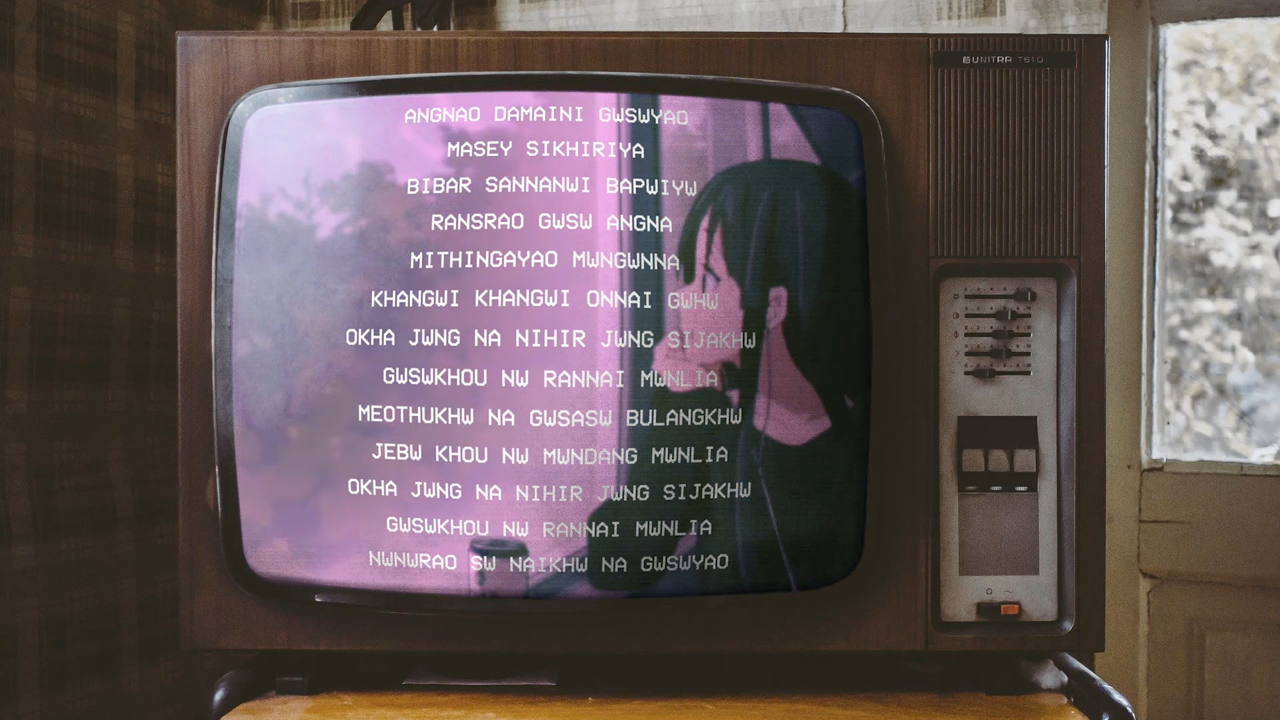 UNITRA T61D
ANGNAO DAMAINI GWSWYAO
MASEY SIKHIRIYA
BIBAR SANNANWI BAPWIYW
RANSRAO GWSW ANGNA
MITHINGAYAO MWNGWNNA
KHANGWI KHANGWI ONNAI GWHW
OKHA JWNG NA NIHIR JWNG SIJAKHW
GWSWKHOU NW RANNAI MWNLIA
MEOTHUKHW NA GWSASW BULANGKHW
JEBW KHOU NW MWNDANG MWNLIA
OKHA JWNG NA NIHIR JWNG SIJAKHW
GWSWKHOU NW RANNAI MWNLIA
NWNWRAO SW NAIKHW NA GWSWYAO